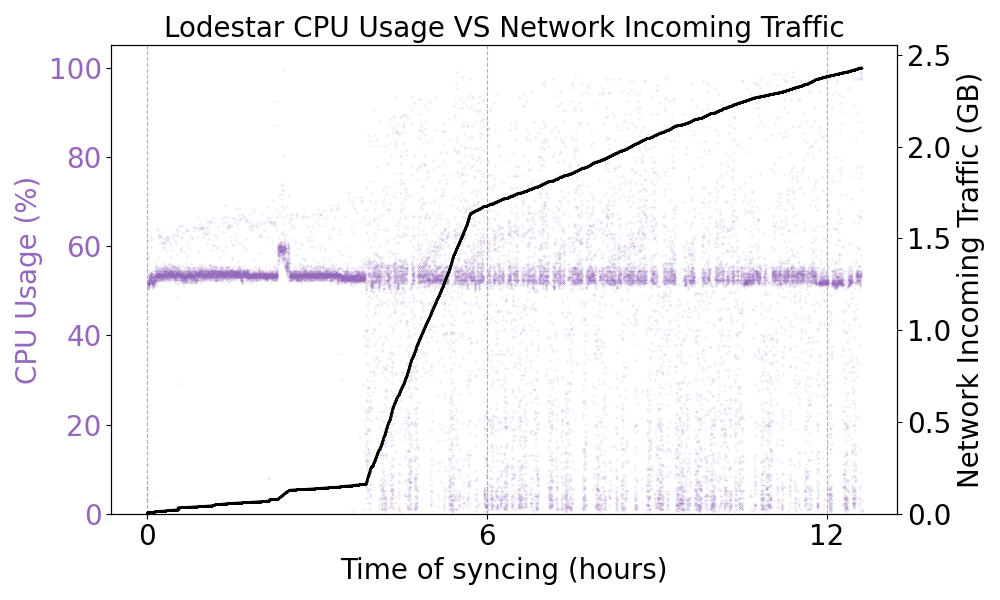 Lodestar CPU Usage VS Network Incoming Traffic
CPU Usage (%)
100
80
60
40
20
0
2.5
2.0
1.5
1.0
0.5
0.0
Network Incoming Traffic (GB)
0 6 12
Time of syncing (hours)